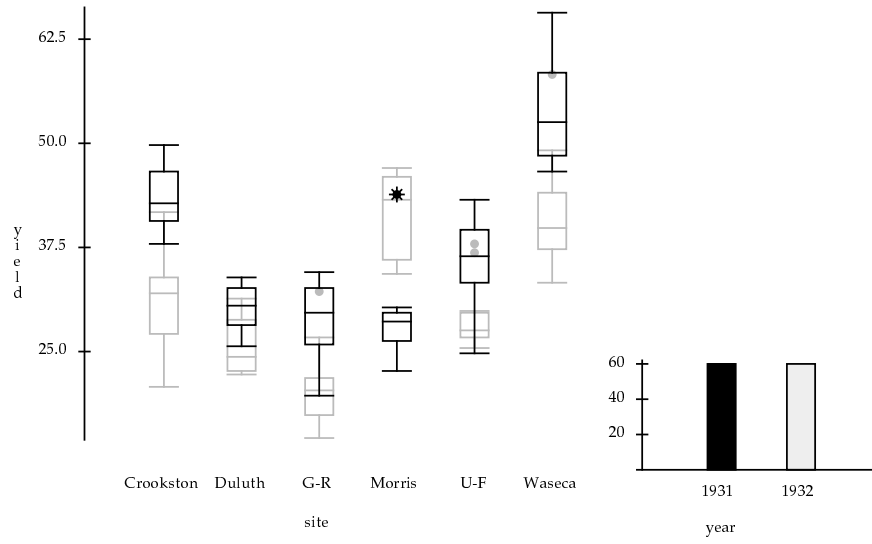 62.5
50.0
37.5
25.0
yield
Crookston Duluth G-R Morris U-F Waseca
site
60
40
20
1931 1932
year